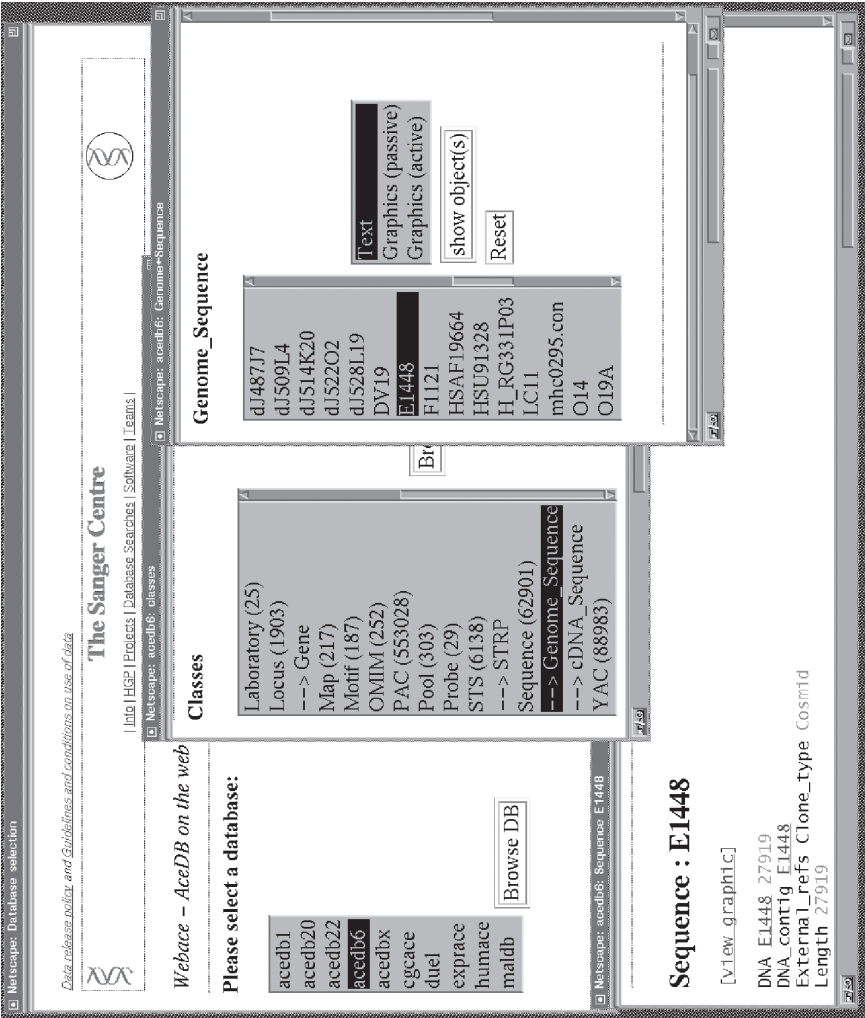 Netscape: Database selection
Data release policy and Guidelines and conditions on use of data
The Sanger Centre
| Info | HGP | Projects | Database Searches | Software | Teams |
Webace – AceDB on the web
Please select a database:
acedb1
acedb20
acedb22
acedb6
acedbx
cgcace
duel
exprace
humace
maldb
Browse DB
Netscape: acedb6: classes
Classes
Laboratory (25)
Locus (1903)
--> Gene
Map (217)
Motif (187)
OMIM (252)
PAC (553028)
Pool (303)
Probe (29)
STS (6138)
--> STRP
Sequence (62901)
--> Genome_Sequence
--> cDNA_Sequence
YAC (88983)
Bro
Netscape: acedb6: Genome+Sequence
Genome_Sequence
dJ487J7
dJ509L4
dJ514K20
dJ522O2
dJ528L19
DV19
E1448
F1121
HSAF19664
HSU91328
H_RG331P03
LC11
mhc0295.con
O14
O19A
Text
Graphics (passive)
Graphics (active)
show object(s)
Reset
Netscape: acedb6: Sequence E1448
Sequence : E1448
[view graphic]
DNA E1448 27919
DNA_contig E1448
External_refs Clone_type Cosmid
Length 27919